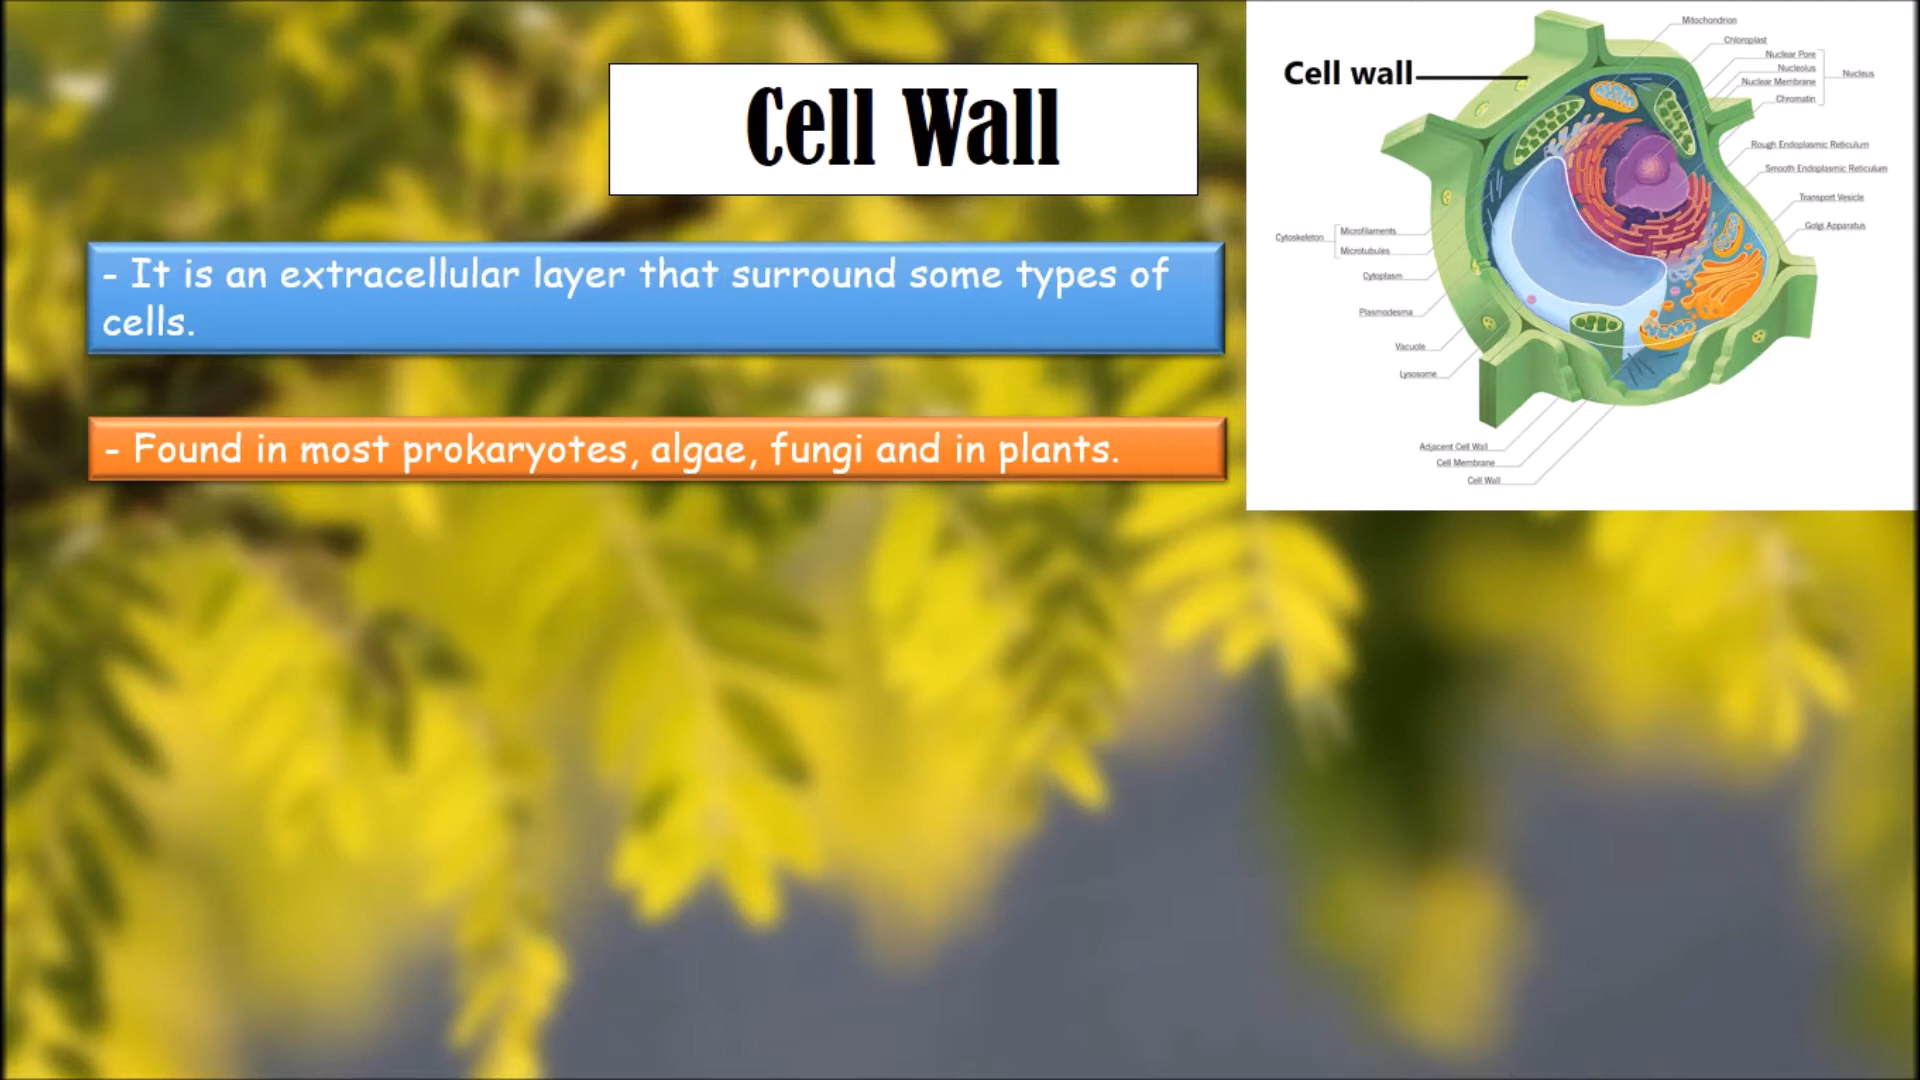 Cell Wall
- It is an extracellular layer that surround some types of
cells.
- Found in most prokaryotes, algae, fungi and in plants.
Cell wall
Mitochondrion
Chloroplast
Nuclear Pore
Nucleolus
Nucleus
Nuclear Membrane
Chromatin
Rough Endoplasmic Reticulum
Smooth Endoplasmic Reticulum
Transport Vesicle
Golgi Apparatus
Cytoskeleton
Microfilaments
Microtubules
Cytoplasm
Plasmodesma
Vacuole
Lysosome
Adjacent Cell Wall
Cell Membrane
Cell Wall